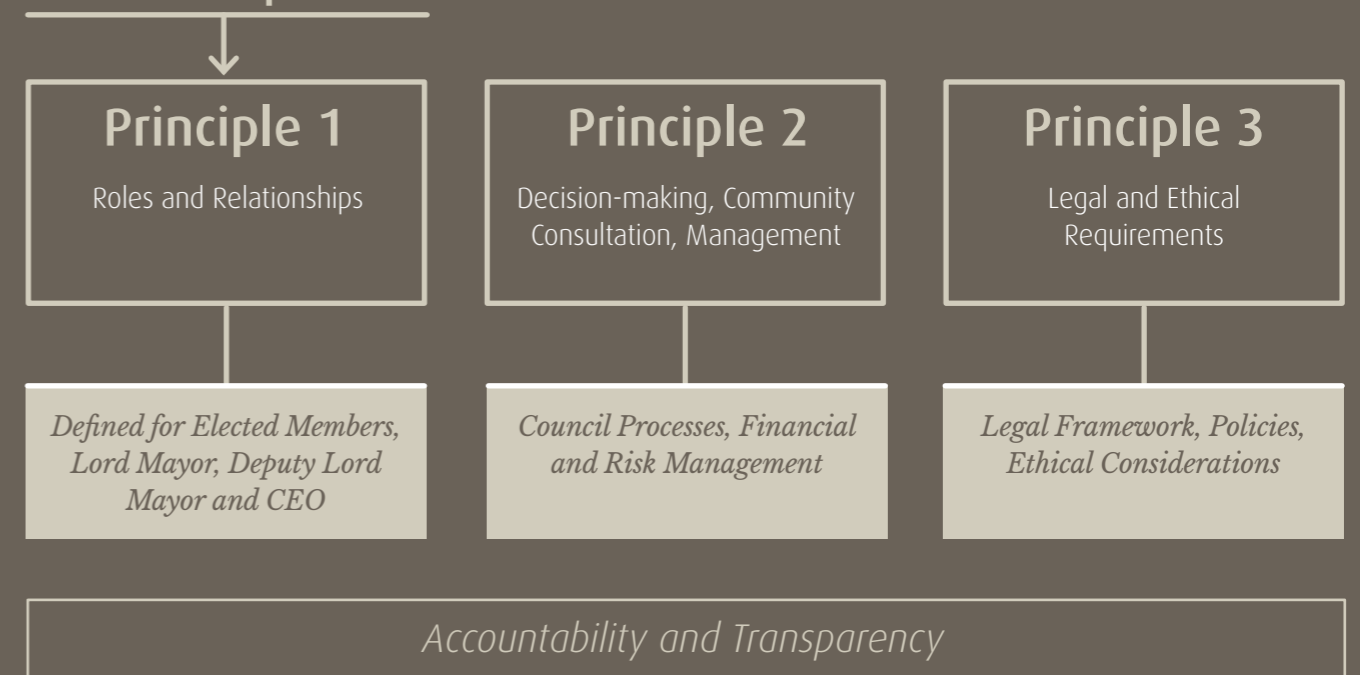 Principle 1
Roles and Relationships
Defined for Elected Members,
Lord Mayor, Deputy Lord
Mayor and CEO
Principle 2
Decision-making, Community
Consultation, Management
Council Processes, Financial
and Risk Management
Principle 3
Legal and Ethical
Requirements
Legal Framework, Policies,
Ethical Considerations
Accountability and Transparency